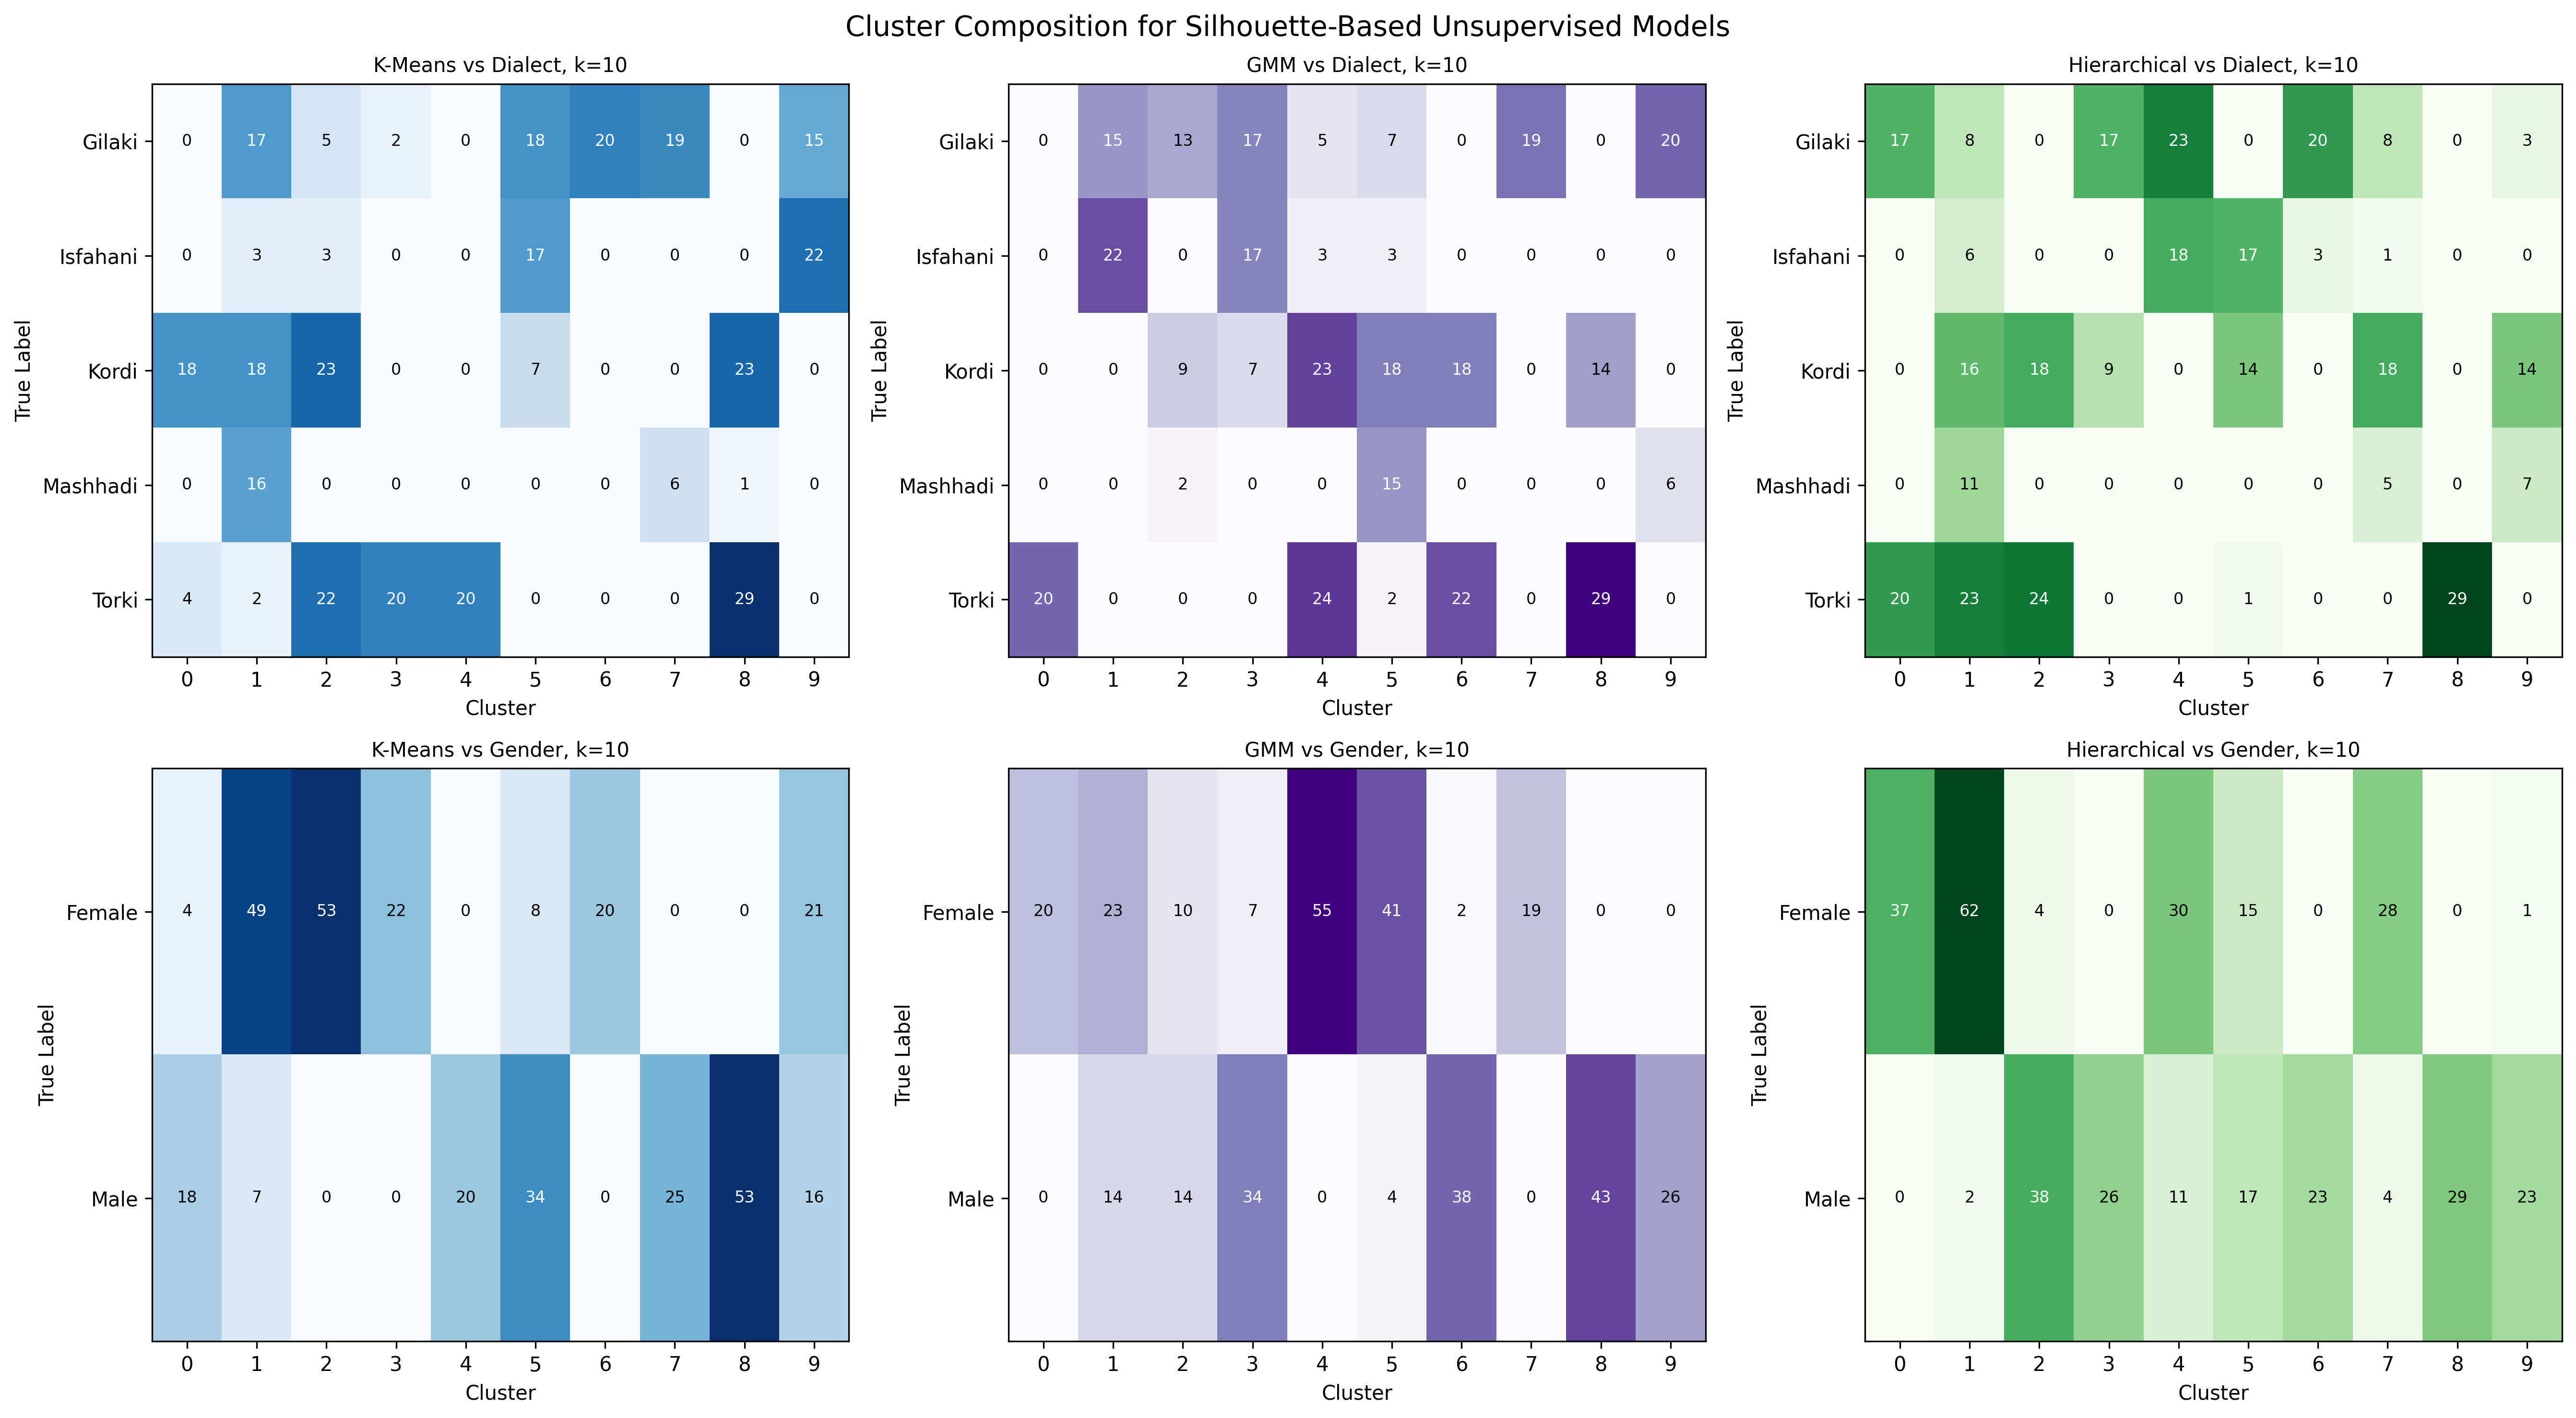 Cluster Composition for Silhouette-Based Unsupervised Models
K-Means vs Dialect, k=10
True Label
Gilaki 0 17 5 2 0 18 20 19 0 15
Isfahani 0 3 3 0 0 17 0 0 0 22
Kordi 18 18 23 0 0 7 0 0 23 0
Mashhadi 0 16 0 0 0 0 0 6 1 0
Torki 4 2 22 20 20 0 0 0 29 0
0 1 2 3 4 5 6 7 8 9
Cluster
GMM vs Dialect, k=10
True Label
Gilaki 0 15 13 17 5 7 0 19 0 20
Isfahani 0 22 0 17 3 3 0 0 0 0
Kordi 0 0 9 7 23 18 18 0 14 0
Mashhadi 0 0 2 0 0 15 0 0 0 6
Torki 20 0 0 0 24 2 22 0 29 0
0 1 2 3 4 5 6 7 8 9
Cluster
Hierarchical vs Dialect, k=10
True Label
Gilaki 17 8 0 17 23 0 20 8 0 3
Isfahani 0 6 0 0 18 17 3 1 0 0
Kordi 0 16 18 9 0 14 0 18 0 14
Mashhadi 0 11 0 0 0 0 0 5 0 7
Torki 20 23 24 0 0 1 0 0 29 0
0 1 2 3 4 5 6 7 8 9
Cluster
K-Means vs Gender, k=10
True Label
Female 4 49 53 22 0 8 20 0 0 21
Male 18 7 0 0 20 34 0 25 53 16
0 1 2 3 4 5 6 7 8 9
Cluster
GMM vs Gender, k=10
True Label
Female 20 23 10 7 55 41 2 19 0 0
Male 0 14 14 34 0 4 38 0 43 26
0 1 2 3 4 5 6 7 8 9
Cluster
Hierarchical vs Gender, k=10
True Label
Female 37 62 4 0 30 15 0 28 0 1
Male 0 2 38 26 11 17 23 4 29 23
0 1 2 3 4 5 6 7 8 9
Cluster